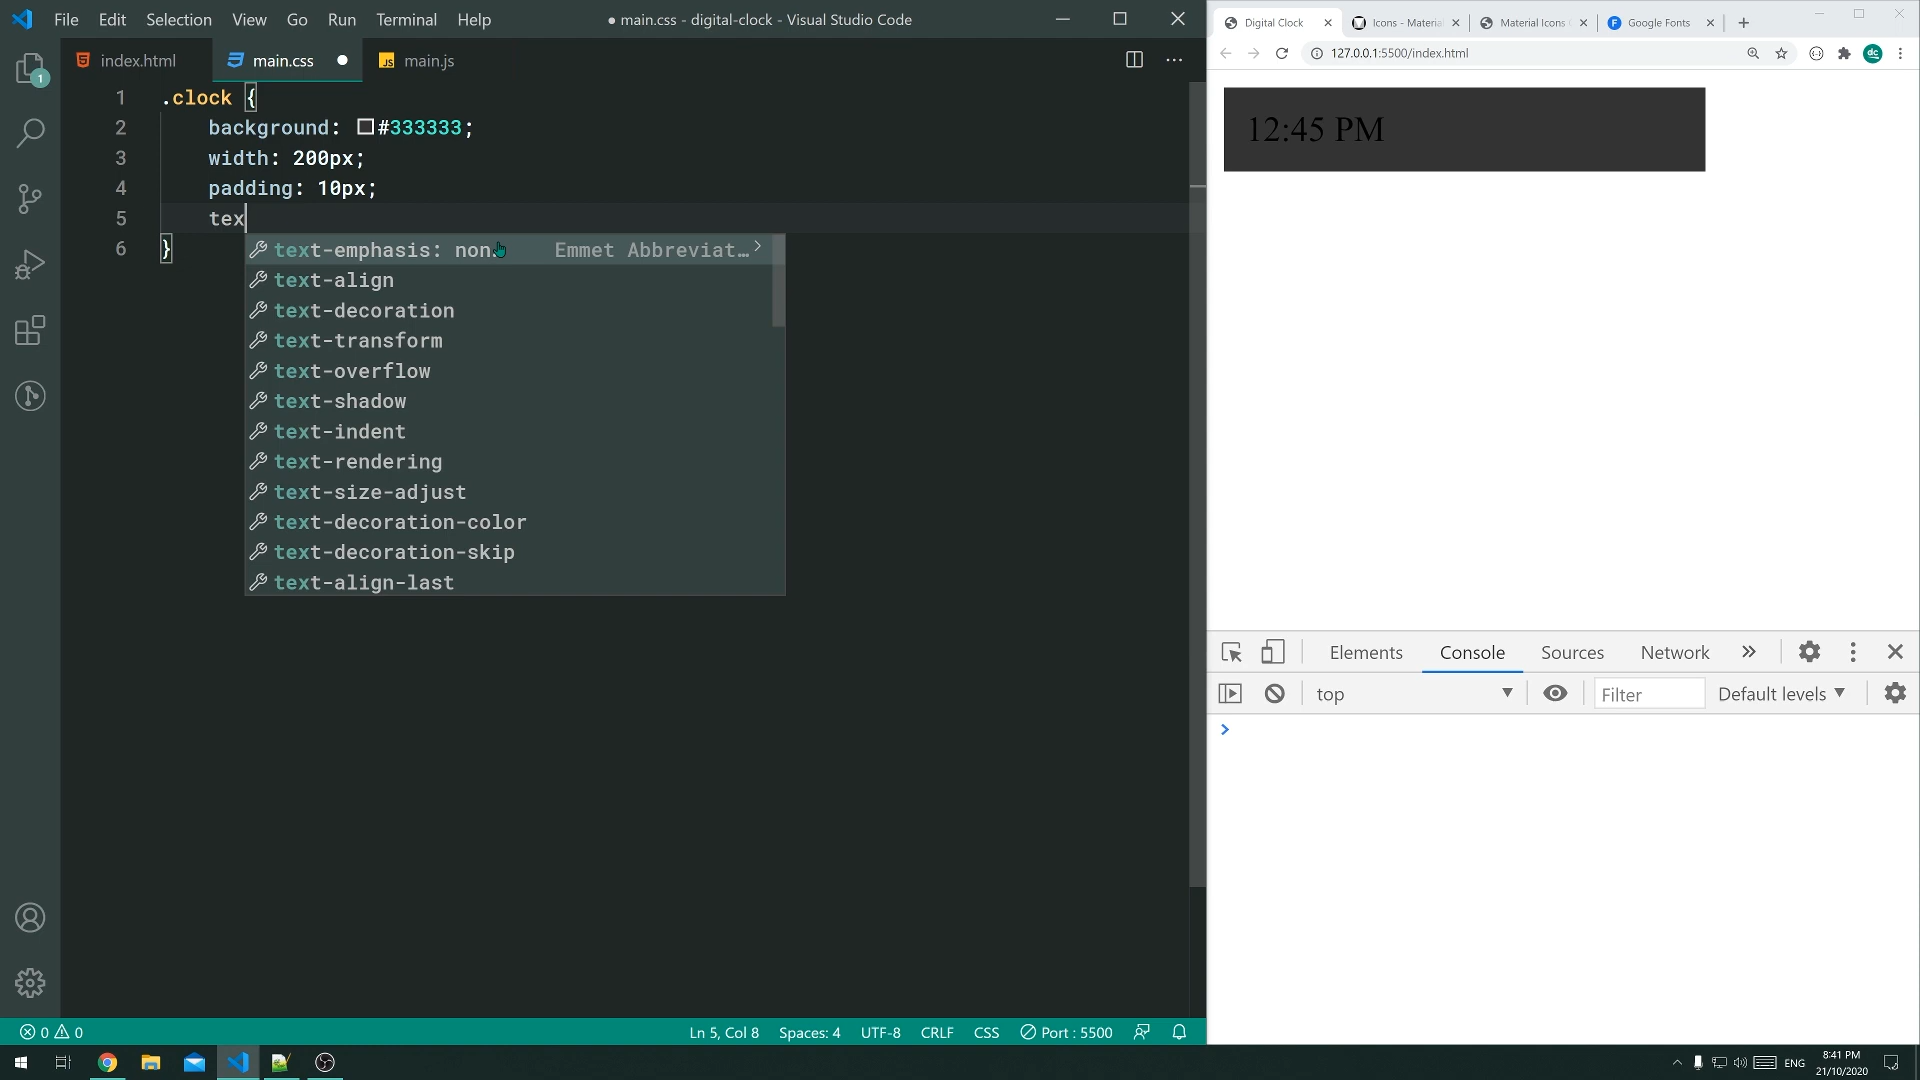 File Edit Selection View Go Run Terminal Help
● main.css - digital-clock - Visual Studio Code
index.html
main.css
main.js
1 .clock {
2 background: #333333;
3 width: 200px;
4 padding: 10px;
5 tex
6 }
text-emphasis: non Emmet Abbreviat…
text-align
text-decoration
text-transform
text-overflow
text-shadow
text-indent
text-rendering
text-size-adjust
text-decoration-color
text-decoration-skip
text-align-last
1
0 0
Ln 5, Col 8 Spaces: 4 UTF-8 CRLF CSS Port : 5500
Digital Clock
Icons - Material
Material Icons
Google Fonts
127.0.0.1:5500/index.html
dc
12:45 PM
Elements Console Sources Network
top Filter Default levels
ENG
8:41 PM
21/10/2020